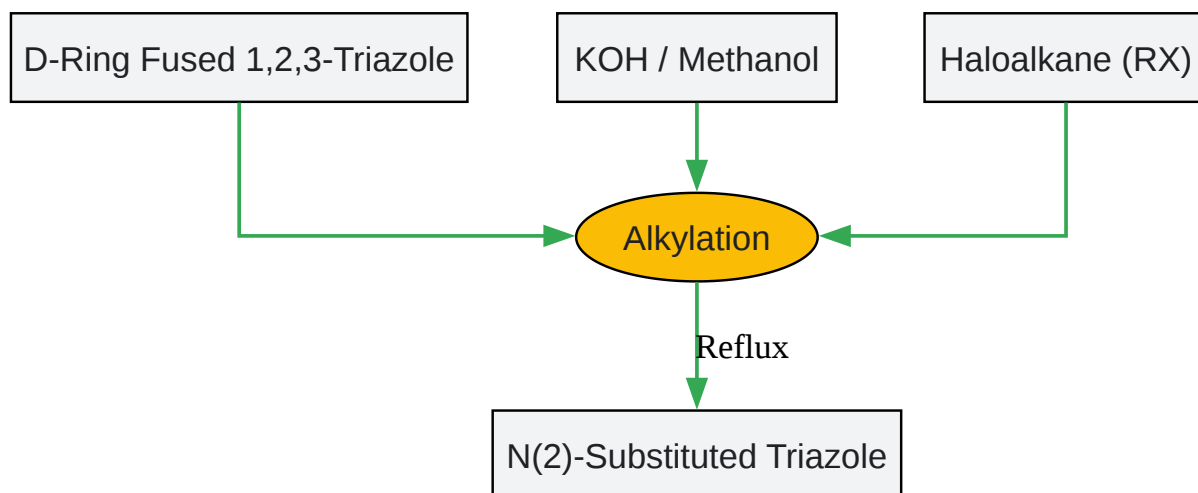 D-Ring Fused 1,2,3-Triazole
KOH / Methanol
Haloalkane (RX)
Alkylation
Reflux
N(2)-Substituted Triazole